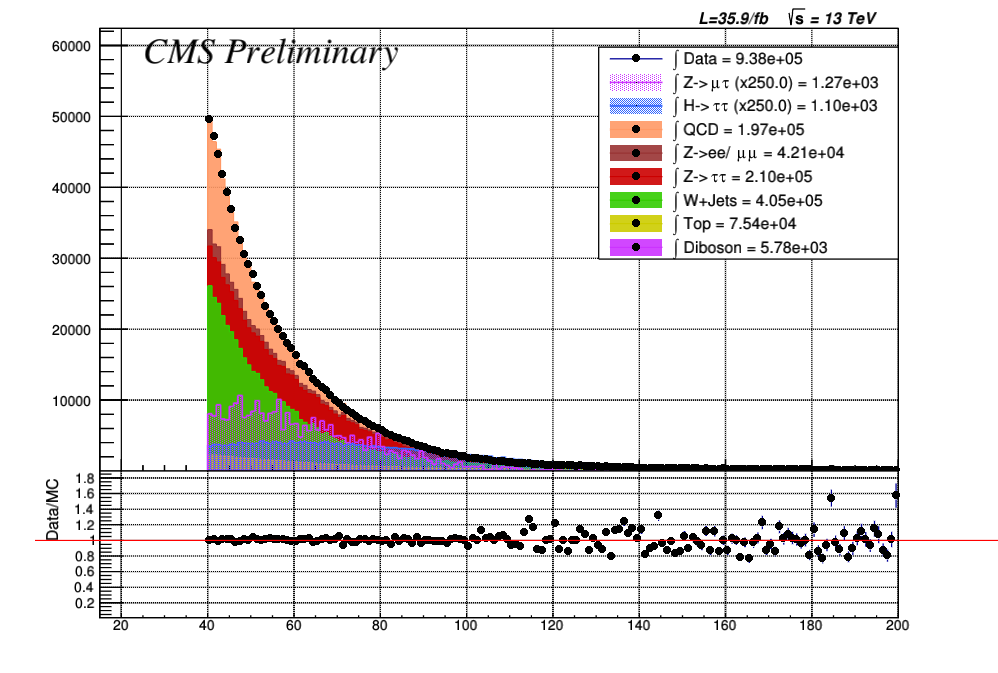 L=35.9/fb √s = 13 TeV
CMS Preliminary
60000
50000
40000
30000
20000
10000
∫ Data = 9.38e+05
∫ Z-> μτ (x250.0) = 1.27e+03
∫ H-> ττ (x250.0) = 1.10e+03
∫ QCD = 1.97e+05
∫ Z->ee/ μμ = 4.21e+04
∫ Z-> ττ = 2.10e+05
∫ W+Jets = 4.05e+05
∫ Top = 7.54e+04
∫ Diboson = 5.78e+03
Data/MC
1.8
1.6
1.4
1.2
1
0.8
0.6
0.4
0.2
20 40 60 80 100 120 140 160 180 200